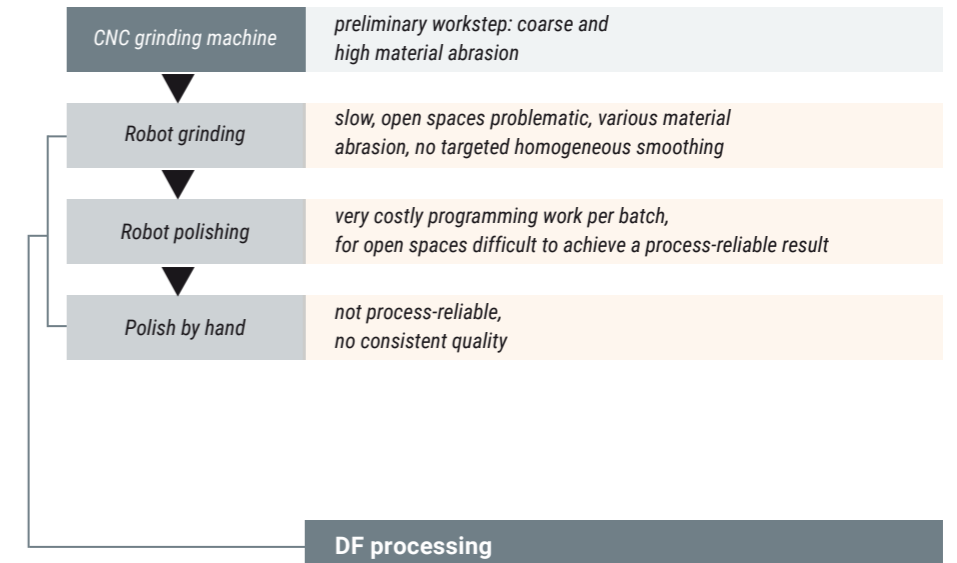 CNC grinding machine
preliminary workstep: coarse and
high material abrasion
Robot grinding
slow, open spaces problematic, various material
abrasion, no targeted homogeneous smoothing
Robot polishing
very costly programming work per batch,
for open spaces difficult to achieve a process-reliable result
Polish by hand
not process-reliable,
no consistent quality
DF processing